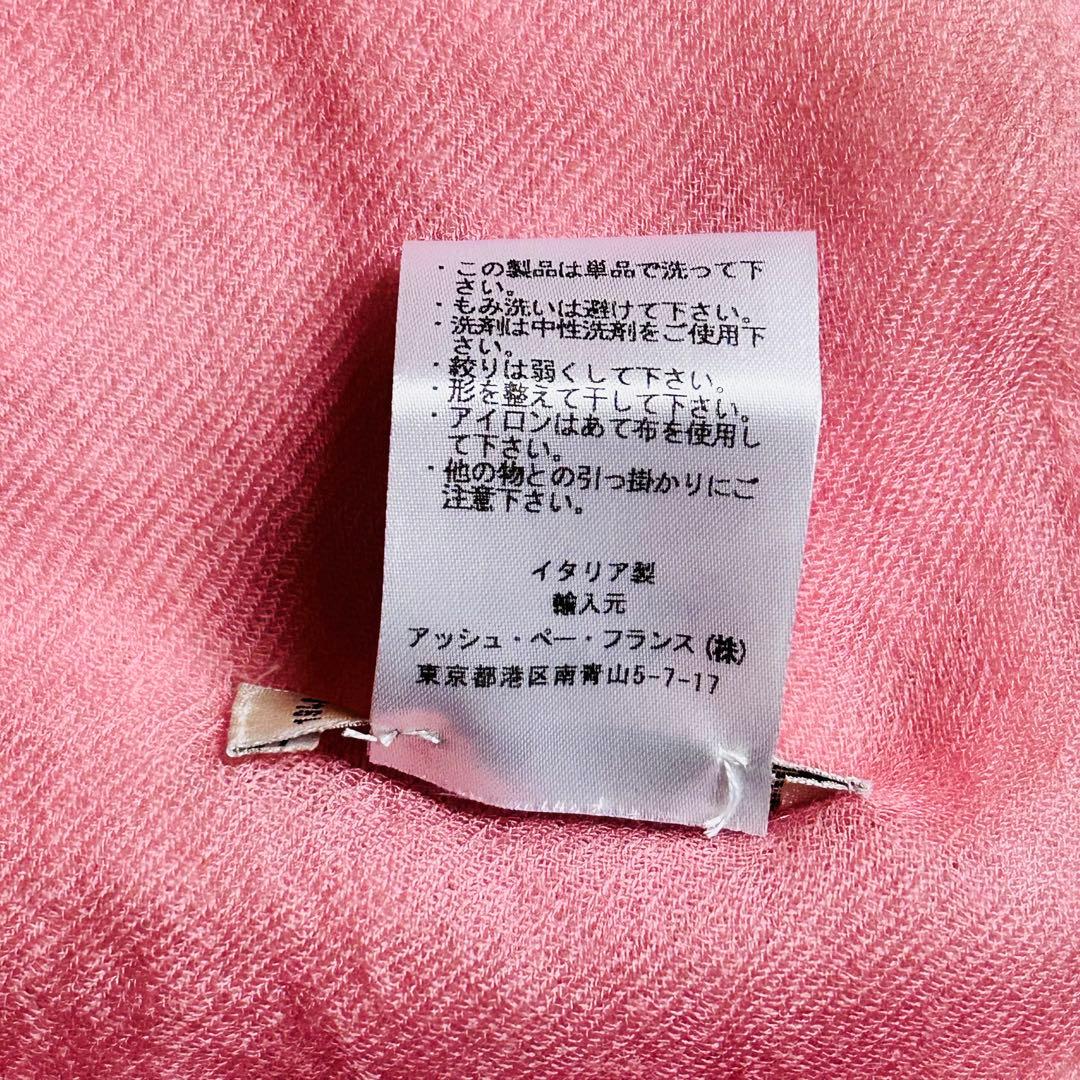 ・この製品は単品で洗って下
さい。
・もみ洗いは避けて下さい。
・洗剤は中性洗剤をご使用下
さい。
・絞りは弱くして下さい。
・形を整えて干して下さい。
・アイロンはあて布を使用し
て下さい。
・他の物との引っ掛かりにご
注意下さい。
イタリア製
輸入元
アッシュ・ペー・フランス(株)
東京都港区南青山5-7-17